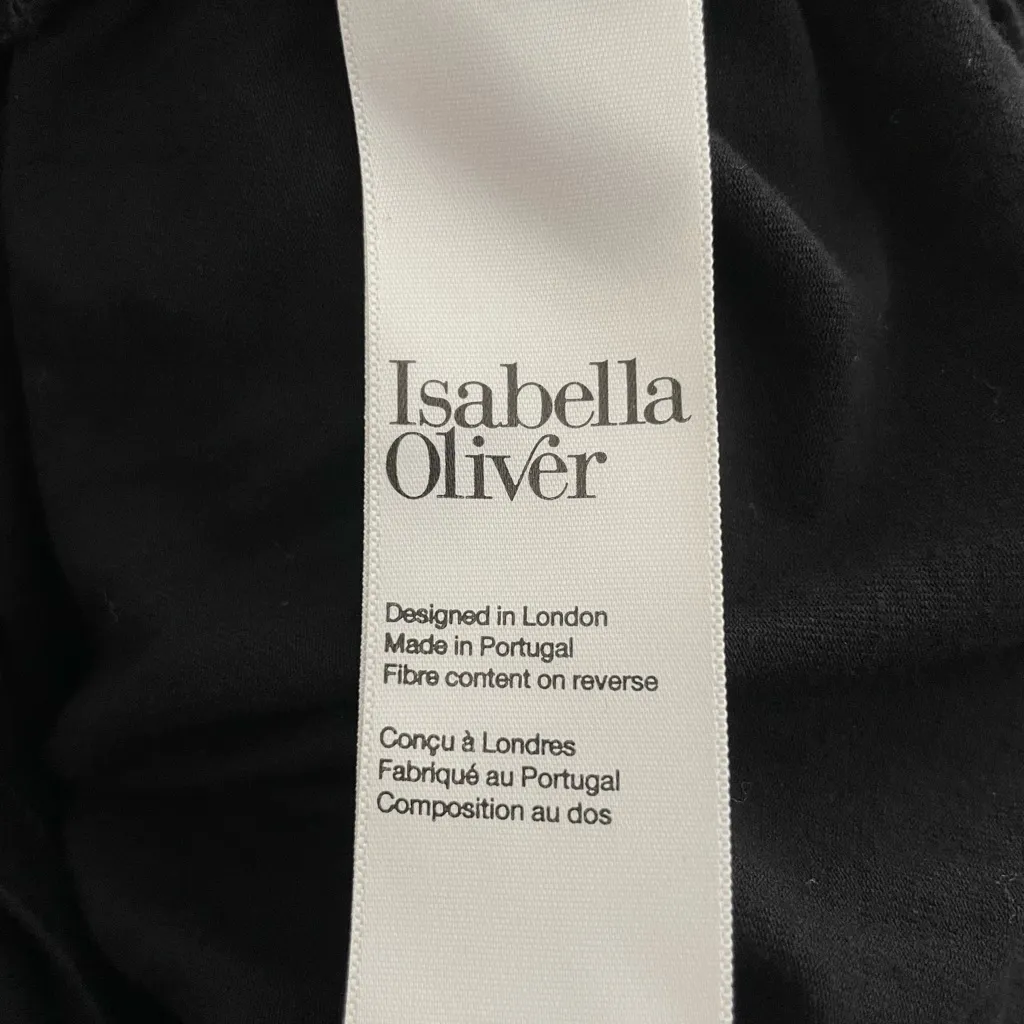 Isabella
Oliver
Designed in London
Made in Portugal
Fibre content on reverse
Conçu à Londres
Fabriqué au Portugal
Composition au dos